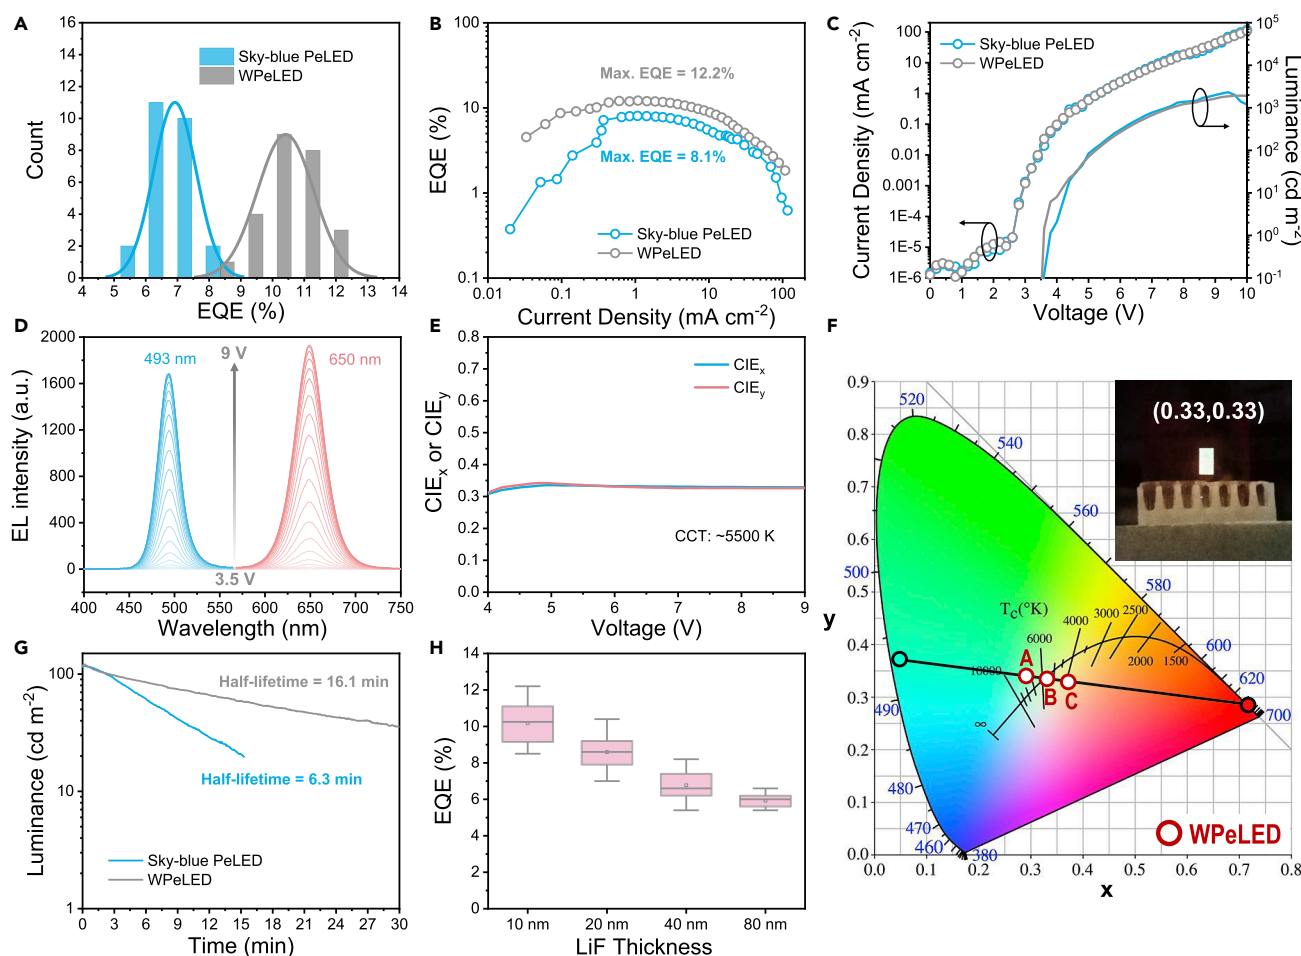 A
16
14
12
10
8
6
4
2
0
Count
Sky-blue PeLED
WPeLED
4 5 6 7 8 9 10 11 12 13 14
EQE (%)
B
100
10
1
0.1
EQE (%)
Max. EQE = 12.2%
Max. EQE = 8.1%
Sky-blue PeLED
WPeLED
0.01 0.1 1 10 100
Current Density (mA cm-2)
C
100
10
1
0.1
0.01
0.001
1E-4
1E-5
1E-6
Current Density (mA cm-2)
Sky-blue PeLED
WPeLED
10^5
10^4
10^3
10^2
10^1
10^0
10^-1
Luminance (cd m-2)
0 1 2 3 4 5 6 7 8 9 10
Voltage (V)
D
2000
1600
1200
800
400
0
EL intensity (a.u.)
493 nm
9 V
650 nm
3.5 V
400 450 500 550 600 650 700 750
Wavelength (nm)
E
0.8
0.7
0.6
0.5
0.4
0.3
0.2
0.1
0.0
CIEx or CIEy
CIEx
CIEy
CCT: ~5500 K
4 5 6 7 8 9
Voltage (V)
F
0.9
0.8
0.7
0.6
0.5
0.4
0.3
0.2
0.1
0.0
y
(0.33,0.33)
520
540
560
580
600
620
700
500
490
480
470
460
380
Tc(°K)
∞
10000
6000
4000
3000
2500
2000
1500
A
B
C
WPeLED
0.0 0.1 0.2 0.3 0.4 0.5 0.6 0.7 0.8
x
G
100
10
1
Luminance (cd m-2)
Half-lifetime = 16.1 min
Half-lifetime = 6.3 min
Sky-blue PeLED
WPeLED
0 3 6 9 12 15 18 21 24 27 30
Time (min)
H
14
12
10
8
6
4
2
0
EQE (%)
10 nm 20 nm 40 nm 80 nm
LiF Thickness